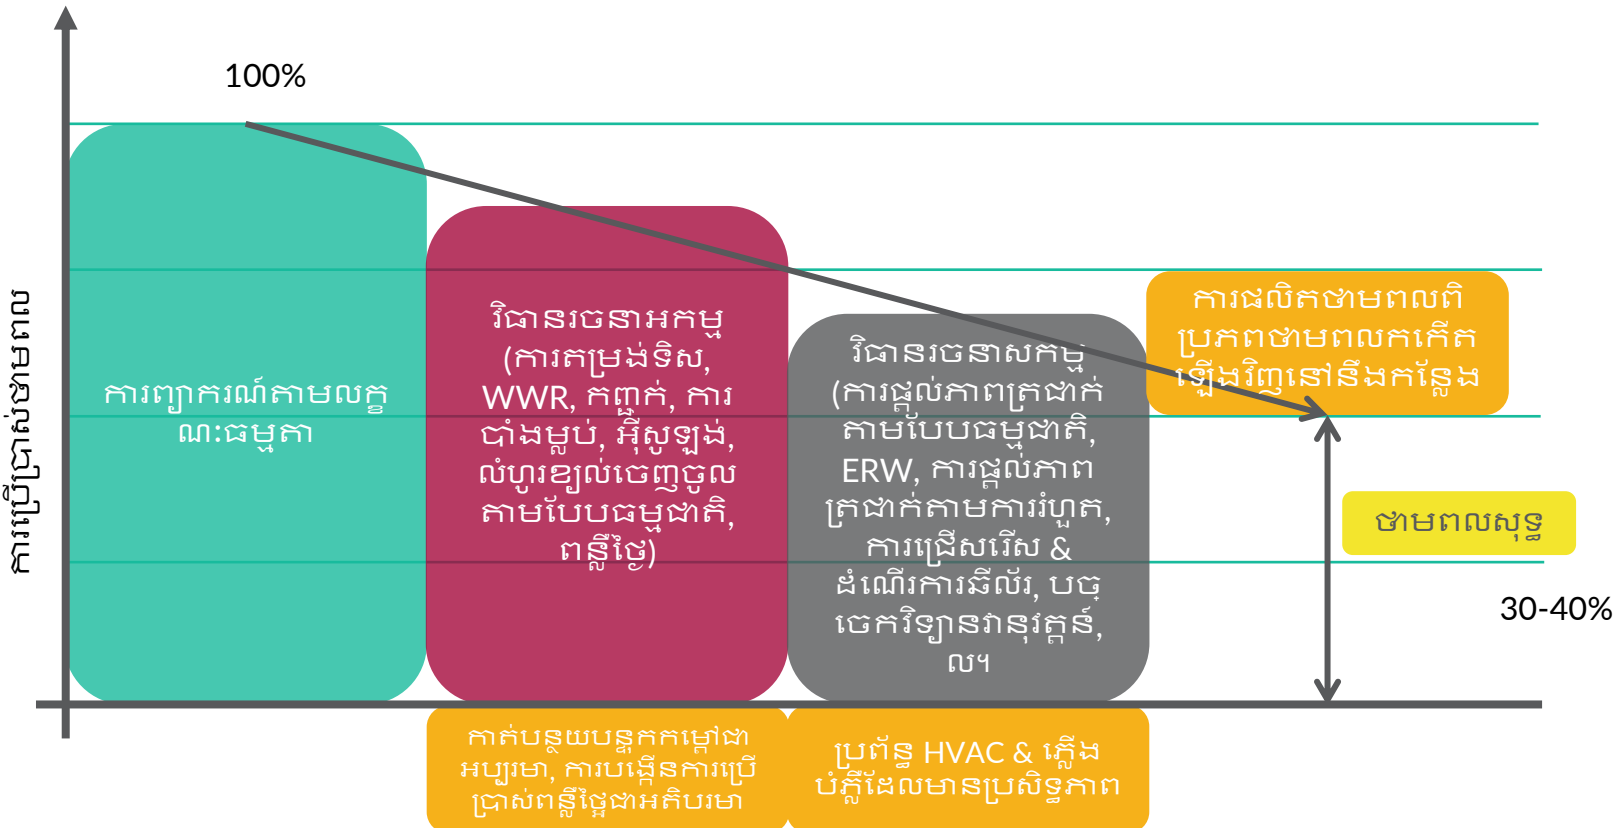 100%
ការប្រើប្រាស់ថាមពល
ការព្យាករណ៍តាមលក្ខ
ណៈធម្មតា
វិធានរចនាអកម្ម
(ការតម្រង់ទិស,
WWR, កញ្ចក់, ការ
បាំងម្លប់, អ៊ីសូឡង់,
លំហូរខ្យល់ចេញចូល
តាមបែបធម្មជាតិ,
ពន្លឺថ្ងៃ)
វិធានរចនាសកម្ម
(ការផ្តល់ភាពត្រជាក់
តាមបែបធម្មជាតិ,
ERW, ការផ្តល់ភាព
ត្រជាក់តាមការរំហួត,
ការជ្រើសរើស &
ដំណើរការឆីល័រ, បច្
ចេកវិទ្យានវានុវត្តន៍,
ល។
ការផលិតថាមពលពី
ប្រភពថាមពលកកើត
ឡើងវិញនៅនឹងកន្លែង
ថាមពលសុទ្ធ
30-40%
កាត់បន្ថយបន្ទុកកម្តៅជា
អប្បរមា, ការបង្កើនការប្រើ
ប្រាស់ពន្លឺថ្ងៃជាអតិបរមា
ប្រព័ន្ធ HVAC & ភ្លើង
បំភ្លឺដែលមានប្រសិទ្ធភាព